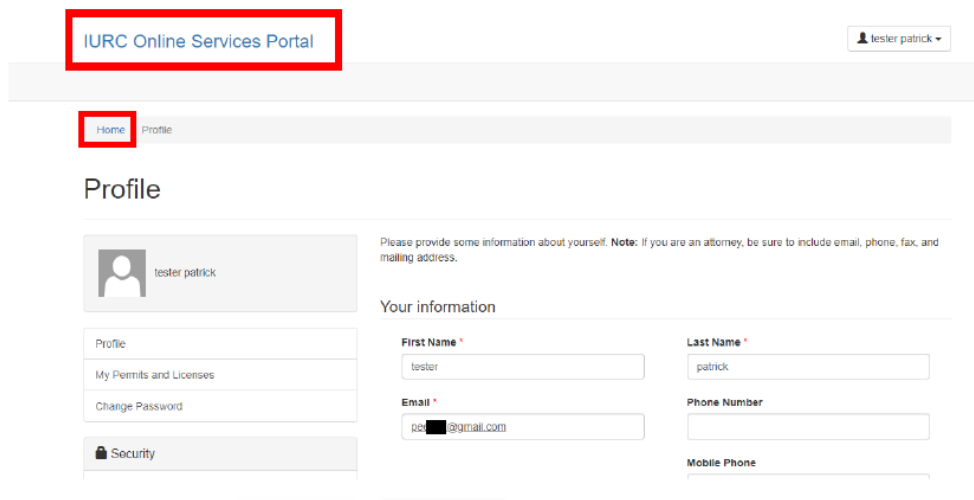 IURC Online Services Portal
tester patrick
Home Profile
Profile
tester patrick
Please provide some information about yourself. Note: If you are an attorney, be sure to include email, phone, fax, and
mailing address.
Your information
Profile
My Permits and Licenses
Change Password
Security
First Name *
Last Name *
tester
patrick
Email *
Phone Number
@gmail.com
Mobile Phone